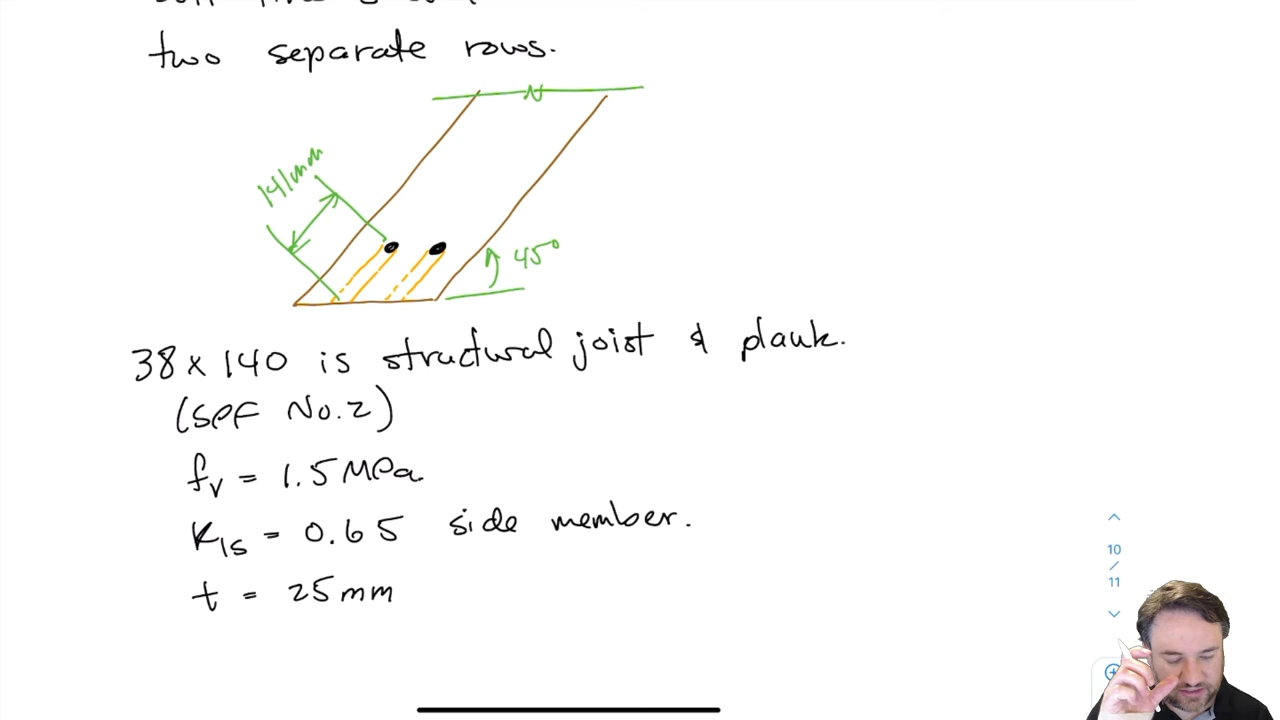 two separate rows.
N
141mm
45°
38 x 140 is structural joist & plank.
(SPF No.2)
fv = 1.5 MPa
K1s = 0.65 side member.
t = 25mm
10
/
11